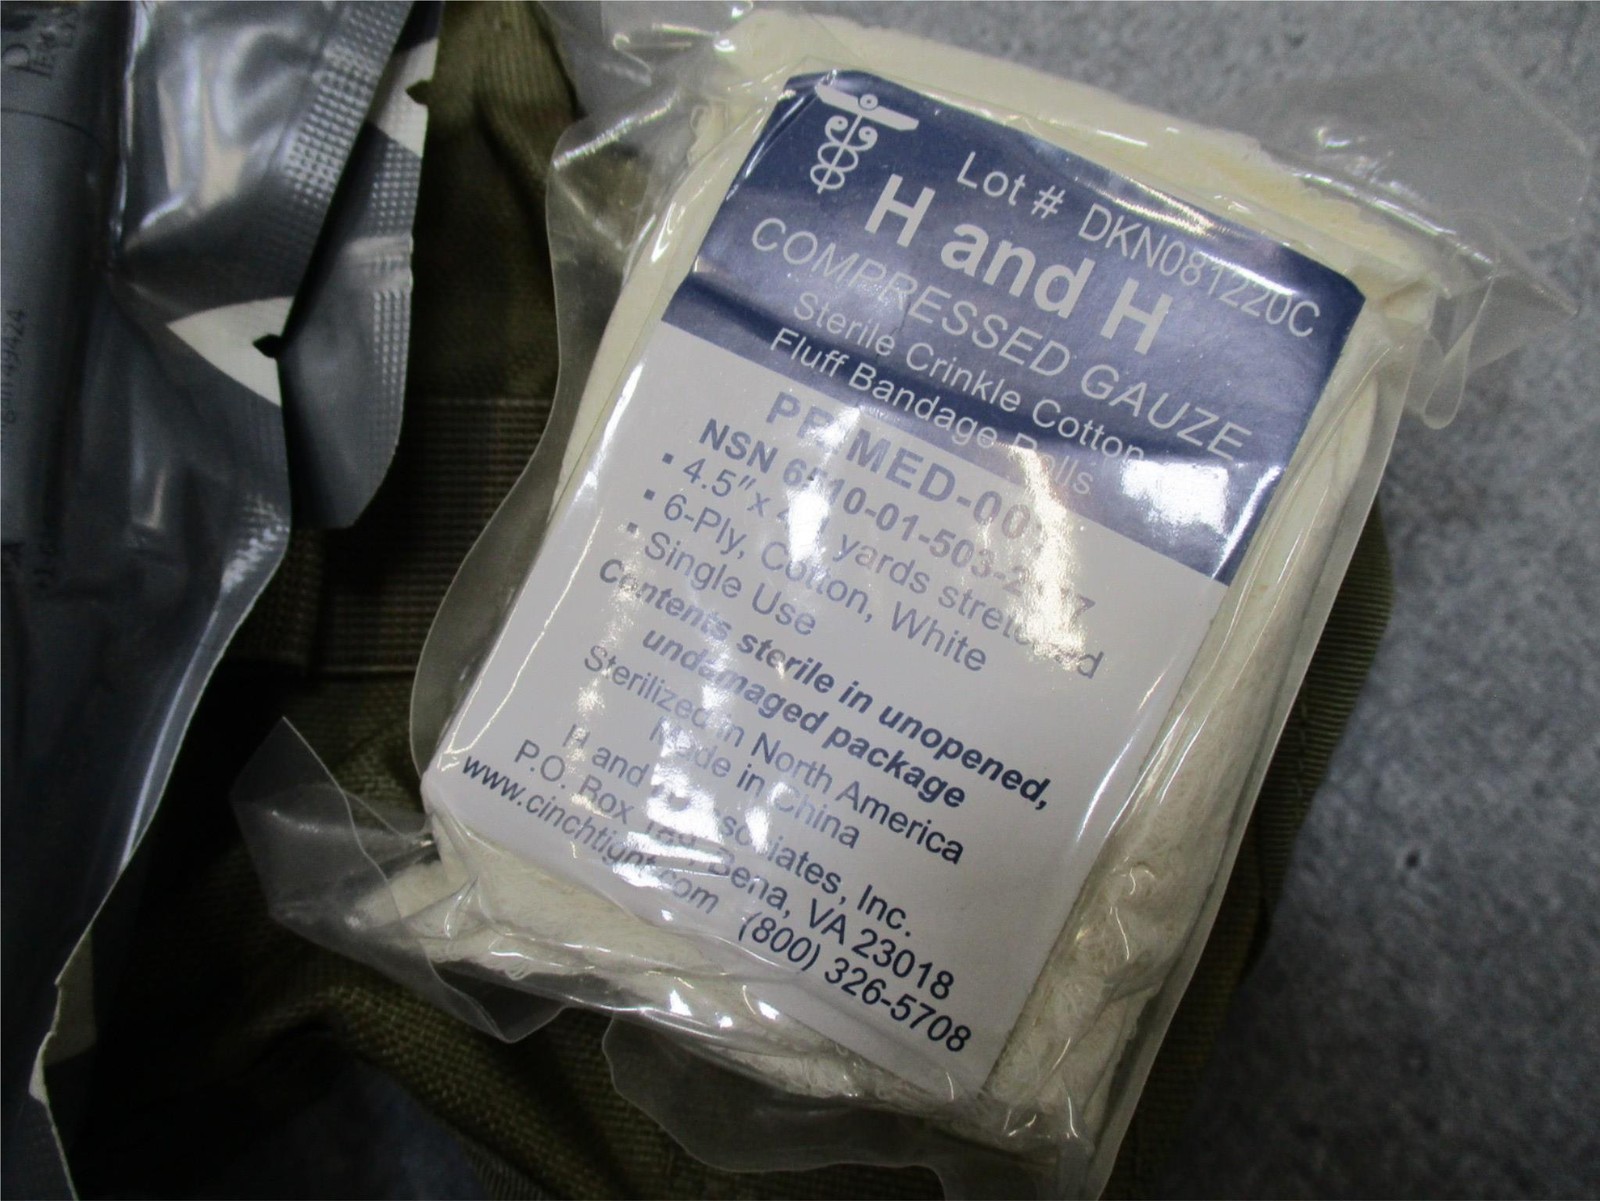 Lot # DKN081220C
H and H
COMPRESSED GAUZE
Sterile Crinkle Cotton
Fluff Bandage Rolls
NSN
4.5" x yards stretched
6-Ply, Cotton, White
Single Use
Contents sterile in unopened,
undamaged package
Sterilized in North America
Made in China
H and H Associates, Inc.
P.O. Box Bena, VA 23018
www.cinchtight.com (800) 326-5708